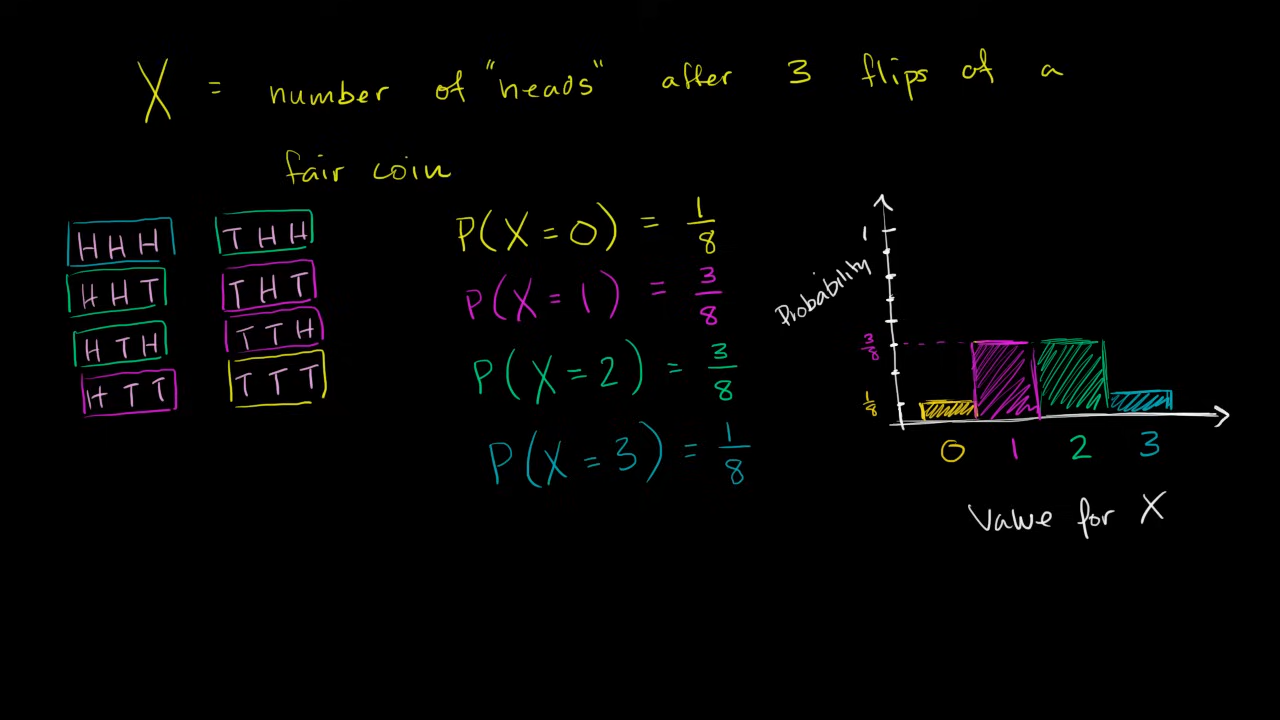 X = number of "heads" after 3 flips of a
fair coin
HHH THH
HHT THT
HTH TTH
HTT TTT
P(X=0) = 1/8
P(X=1) = 3/8
P(X=2) = 3/8
P(X=3) = 1/8
Probability
1
3/8
1/8
0 1 2 3
Value for X